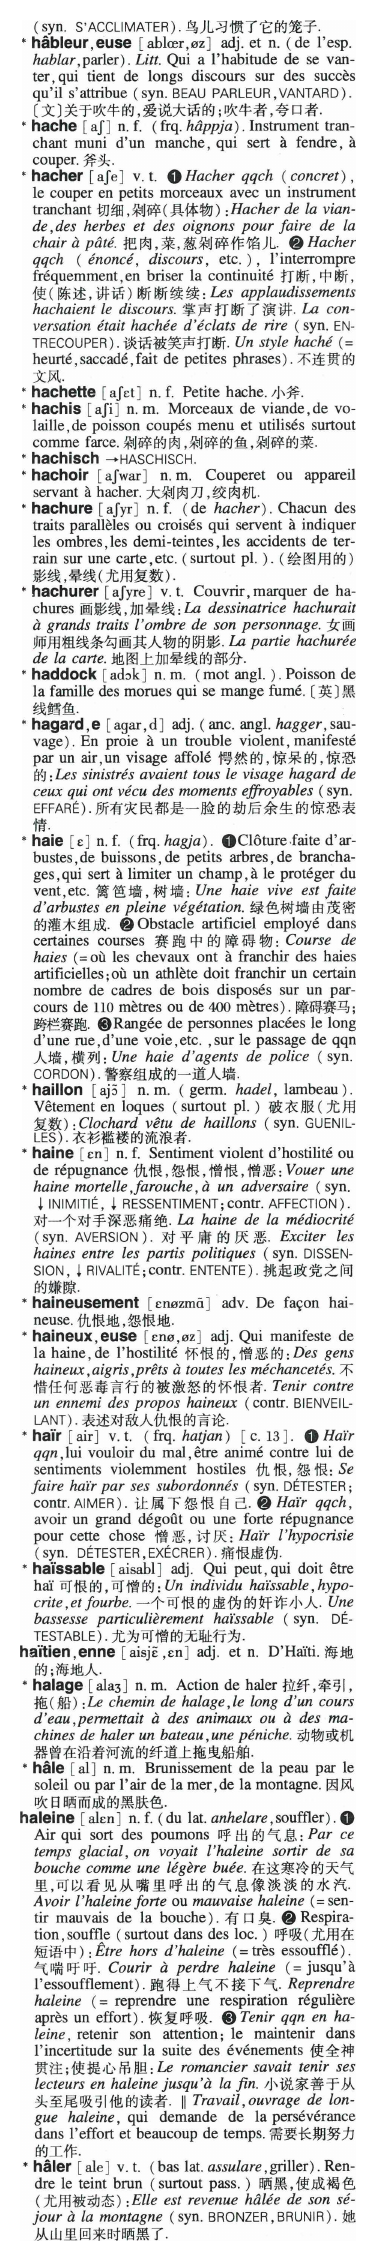 (syn. S'ACCLIMATER). 鸟儿习惯了它的笼子.
* hâbleur,euse [ablœr,øz] adj. et n. (de l'esp.
hablar,parler). Litt. Qui a l'habitude de se van-
ter,qui tient de longs discours sur des succès
qu'il s'attribue (syn. BEAU PARLEUR,VANTARD).
〔文〕关于吹牛的,爱说大话的;吹牛者,夸口者.
* hache [aʃ] n. f. (frq. hâppja). Instrument tran-
chant muni d'un manche, qui sert à fendre, à
couper. 斧头.
* hacher [aʃe] v. t. ❶ Hacher qqch (concret),
le couper en petits morceaux avec un instrument
tranchant 切细,剁碎(具体物):Hacher de la vian-
de,des herbes et des oignons pour faire de la
chair à pâté. 把肉,菜,葱剁碎作馅儿. ❷ Hacher
qqch (énoncé, discours, etc.), l'interrompre
fréquemment,en briser la continuité 打断,中断,
使(陈述,讲话)断断续续:Les applaudissements
hachaient le discours. 掌声打断了演讲. La con-
versation était hachée d'éclats de rire (syn. EN-
TRECOUPER). 谈话被笑声打断. Un style haché (=
heurté,saccadé,fait de petites phrases). 不连贯的
文风.
* hachette [aʃɛt] n. f. Petite hache. 小斧.
* hachis [aʃi] n. m. Morceaux de viande,de vo-
laille,de poisson coupés menu et utilisés surtout
comme farce. 剁碎的肉,剁碎的鱼,剁碎的菜.
* hachisch →HASCHISCH.
* hachoir [aʃwar] n. m. Couperet ou appareil
servant à hacher. 大剁肉刀,绞肉机.
* hachure [aʃyr] n. f. (de hacher). Chacun des
traits parallèles ou croisés qui servent à indiquer
les ombres,les demi-teintes,les accidents de ter-
rain sur une carte,etc. (surtout pl.). (绘图用的)
影线,晕线(尤用复数).
* hachurer [aʃyre] v. t. Couvrir,marquer de ha-
chures 画影线,加晕线:La dessinatrice hachurait
à grands traits l'ombre de son personnage. 女画
师用粗线条勾画其人物的阴影. La partie hachurée
de la carte. 地图上加晕线的部分.
* haddock [adɔk] n. m. (mot angl.). Poisson de
la famille des morues qui se mange fumé. 〔英〕黑
线鳕鱼.
* hagard,e [agar,d] adj. (anc. angl. hagger,sau-
vage). En proie à un trouble violent,manifesté
par un air,un visage affolé 愕然的,惊呆的,惊恐
的:Les sinistrés avaient tous le visage hagard de
ceux qui ont vécu des moments effroyables (syn.
EFFARÉ). 所有灾民都是一脸的劫后余生的惊恐表
情.
* haie [ɛ] n. f. (frq. hagja). ❶Clôture faite d'ar-
bustes,de buissons,de petits arbres,de brancha-
ges,qui sert à limiter un champ,à le protéger du
vent,etc. 篱笆墙,树墙:Une haie vive est faite
d'arbustes en pleine végétation. 绿色树墙由茂密
的灌木组成. ❷Obstacle artificiel employé dans
certaines courses 赛跑中的障碍物:Course de
haies (=où les chevaux ont à franchir des haies
artificielles;où un athlète doit franchir un certain
nombre de cadres de bois disposés sur un par-
cours de 110 mètres ou de 400 mètres). 障碍赛马;
跨栏赛跑. ❸Rangée de personnes placées le long
d'une rue,d'une voie,etc.,sur le passage de qqn
人墙,横列:Une haie d'agents de police (syn.
CORDON). 警察组成的一道人墙.
* haillon [ajɔ̃] n. m. (germ. hadel, lambeau).
Vêtement en loques (surtout pl.) 破衣服(尤用
复数):Clochard vêtu de haillons (syn. GUENIL-
LES). 衣衫褴褛的流浪者.
* haine [ɛn] n. f. Sentiment violent d'hostilité ou
de répugnance 仇恨,怨恨,憎恨,憎恶:Vouer une
haine mortelle,farouche,à un adversaire (syn.
↓INIMITIÉ, ↓RESSENTIMENT;contr. AFFECTION).
对一个对手深恶痛绝. La haine de la médiocrité
(syn. AVERSION). 对平庸的厌恶. Exciter les
haines entre les partis politiques (syn. DISSEN-
SION, ↓RIVALITÉ;contr. ENTENTE). 挑起政党之间
的嫌隙.
* haineusement [ɛnøzmɑ̃] adv. De façon hai-
neuse. 仇恨地,怨恨地.
* haineux,euse [ɛnø,øz] adj. Qui manifeste de
la haine,de l'hostilité 怀恨的,憎恶的:Des gens
haineux,aigris,prêts à toutes les méchancetés. 不
惜任何恶毒言行的被激怒的怀恨者. Tenir contre
un ennemi des propos haineux (contr. BIENVEIL-
LANT). 表述对敌人仇恨的言论.
* haïr [air] v. t. (frq. hatjan) [c. 13]. ❶ Haïr
qqn,lui vouloir du mal,être animé contre lui de
sentiments violemment hostiles 仇恨,怨恨:Se
faire haïr par ses subordonnés (syn. DÉTESTER;
contr. AIMER). 让属下怨恨自己. ❷ Haïr qqch,
avoir un grand dégoût ou une forte répugnance
pour cette chose 憎恶,讨厌:Haïr l'hypocrisie
(syn. DÉTESTER,EXÉCRER). 痛恨虚伪.
* haïssable [aisabl] adj. Qui peut,qui doit être
haï 可恨的,可憎的:Un individu haïssable,hypo-
crite,et fourbe. 一个可恨的虚伪的奸诈小人. Une
bassesse particulièrement haïssable (syn. DÉ-
TESTABLE). 尤为可憎的无耻行为.
haïtien,enne [aisjɛ̃,ɛn] adj. et n. D'Haïti. 海地
的;海地人.
* halage [alaʒ] n. m. Action de haler 拉纤,牵引,
拖(船):Le chemin de halage,le long d'un cours
d'eau,permettait à des animaux ou à des ma-
chines de haler un bateau,une péniche. 动物或机
器曾在沿着河流的纤道上拖曳船舶.
* hâle [al] n. m. Brunissement de la peau par le
soleil ou par l'air de la mer,de la montagne. 因风
吹日晒而成的黑肤色.
haleine [alɛn] n. f. (du lat. anhelare,souffler). ❶
Air qui sort des poumons 呼出的气息:Par ce
temps glacial, on voyait l'haleine sortir de sa
bouche comme une légère buée. 在这寒冷的天气
里,可以看见从嘴里呼出的气息像淡淡的水汽.
Avoir l'haleine forte ou mauvaise haleine (=sen-
tir mauvais de la bouche). 有口臭. ❷ Respira-
tion,souffle (surtout dans des loc.) 呼吸(尤用在
短语中):Être hors d'haleine (=très essoufflé).
气喘吁吁. Courir à perdre haleine (= jusqu'à
l'essoufflement). 跑得上气不接下气. Reprendre
haleine (= reprendre une respiration régulière
après un effort). 恢复呼吸. ❸ Tenir qqn en ha-
leine, retenir son attention; le maintenir dans
l'incertitude sur la suite des événements 使全神
贯注;使提心吊胆:Le romancier savait tenir ses
lecteurs en haleine jusqu'à la fin. 小说家善于从
头至尾吸引他的读者. ‖ Travail,ouvrage de lon-
gue haleine, qui demande de la persévérance
dans l'effort et beaucoup de temps. 需要长期努力
的工作.
* hâler [ale] v. t. (bas lat. assulare,griller). Ren-
dre le teint brun (surtout pass.) 晒黑,使成褐色
(尤用被动态):Elle est revenue hâlée de son sé-
jour à la montagne (syn. BRONZER,BRUNIR). 她
从山里回来时晒黑了.